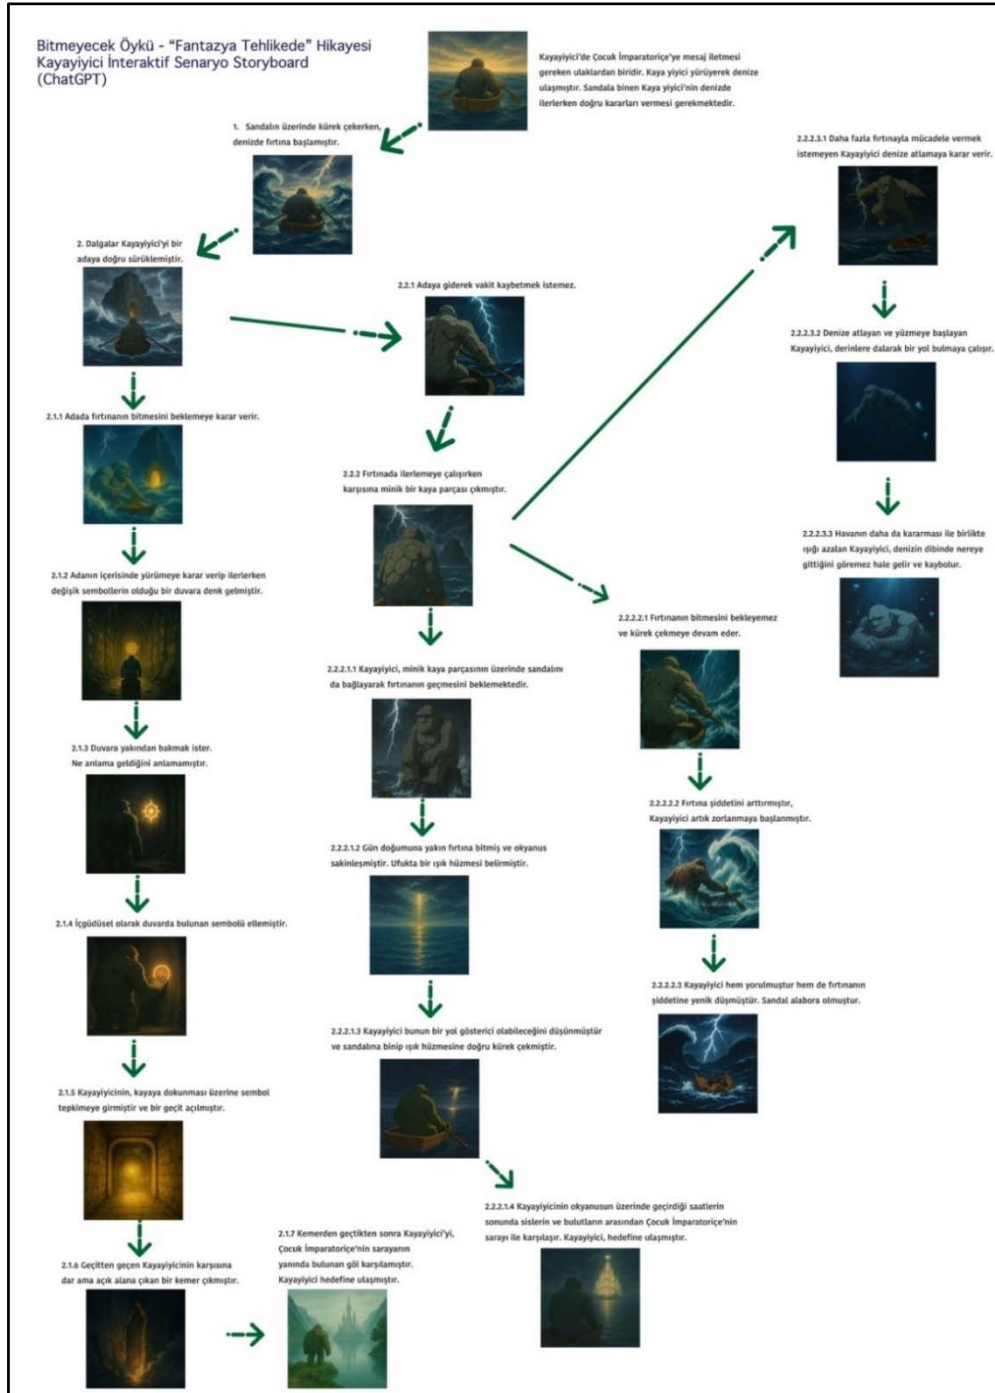 Bitmeyecek Öykü - “Fantazya Tehlikede” Hikayesi
Kayayiyici İnteraktif Senaryo Storyboard
(ChatGPT)
Kayayiyici'de Çocuk İmparatoriçe'ye mesaj iletmesi
gereken ulaklardan biridir. Kaya yiyici yürüyerek denize
ulaşmıştır. Sandala binen Kaya yiyici'nin denizde
ilerlerken doğru kararları vermesi gerekmektedir.
1. Sandalın üzerinde kürek çekerken,
denizde fırtına başlamıştır.
2. Dalgalar Kayayiyici'yi bir
adaya doğru sürüklemiştir.
2.1.1 Adada fırtınanın bitmesini beklemeye karar verir.
2.1.2 Adanın içerisinde yürümeye karar verip ilerlerken
değişik sembollerin olduğu bir duvara denk gelmiştir.
2.1.3 Duvara yakından bakmak ister.
Ne anlama geldiğini anlamamıştır.
2.1.4 İçgüdüsel olarak duvarda bulunan sembolü ellemiştir.
2.1.5 Kayayiyicinin, kayaya dokunması üzerine sembol
tepkimeye girmiştir ve bir geçit açılmıştır.
2.1.6 Geçitten geçen Kayayiyicinin karşısına
dar ama açık alana çıkan bir kemer çıkmıştır.
2.1.7 Kemerden geçtikten sonra Kayayiyici'yi,
Çocuk İmparatoriçe'nin sarayanın
yanında bulunan göl karşılamıştır.
Kayayiyici hedefine ulaşmıştır.
2.2.1 Adaya giderek vakit kaybetmek istemez.
2.2.2 Fırtınada ilerlemeye çalışırken
karşısına minik bir kaya parçası çıkmıştır.
2.2.2.1.1 Kayayiyici, minik kaya parçasının üzerinde sandalını
da bağlayarak fırtınanın geçmesini beklemektedir.
2.2.2.1.2 Gün doğumuna yakın fırtına bitmiş ve okyanus
sakinleşmiştir. Ufukta bir ışık hüzmesi belirmiştir.
2.2.2.1.3 Kayayiyici bunun bir yol gösterici olabileceğini düşünmüştür
ve sandalına binip ışık hüzmesine doğru kürek çekmiştir.
2.2.2.1.4 Kayayiyicinin okyanusun üzerinde geçirdiği saatlerin
sonunda sislerin ve bulutların arasından Çocuk İmparatoriçe'nin
sarayı ile karşılaşır. Kayayiyici, hedefine ulaşmıştır.
2.2.2.2.1 Fırtınanın bitmesini bekleyemez
ve kürek çekmeye devam eder.
2.2.2.2.2 Fırtına şiddetini arttırmıştır,
Kayayiyici artık zorlanmaya başlanmıştır.
2.2.2.2.3 Kayayiyici hem yorulmuştur hem de fırtınanın
şiddetine yenik düşmüştür. Sandal alabora olmuştur.
2.2.2.3.1 Daha fazla fırtınayla mücadele vermek
istemeyen Kayayiyici denize atlamaya karar verir.
2.2.2.3.2 Denize atlayan ve yüzmeye başlayan
Kayayiyici, derinlere dalarak bir yol bulmaya çalışır.
2.2.2.3.3 Havanın daha da kararması ile birlikte
ışığı azalan Kayayiyici, denizin dibinde nereye
gittiğini göremez hale gelir ve kaybolur.